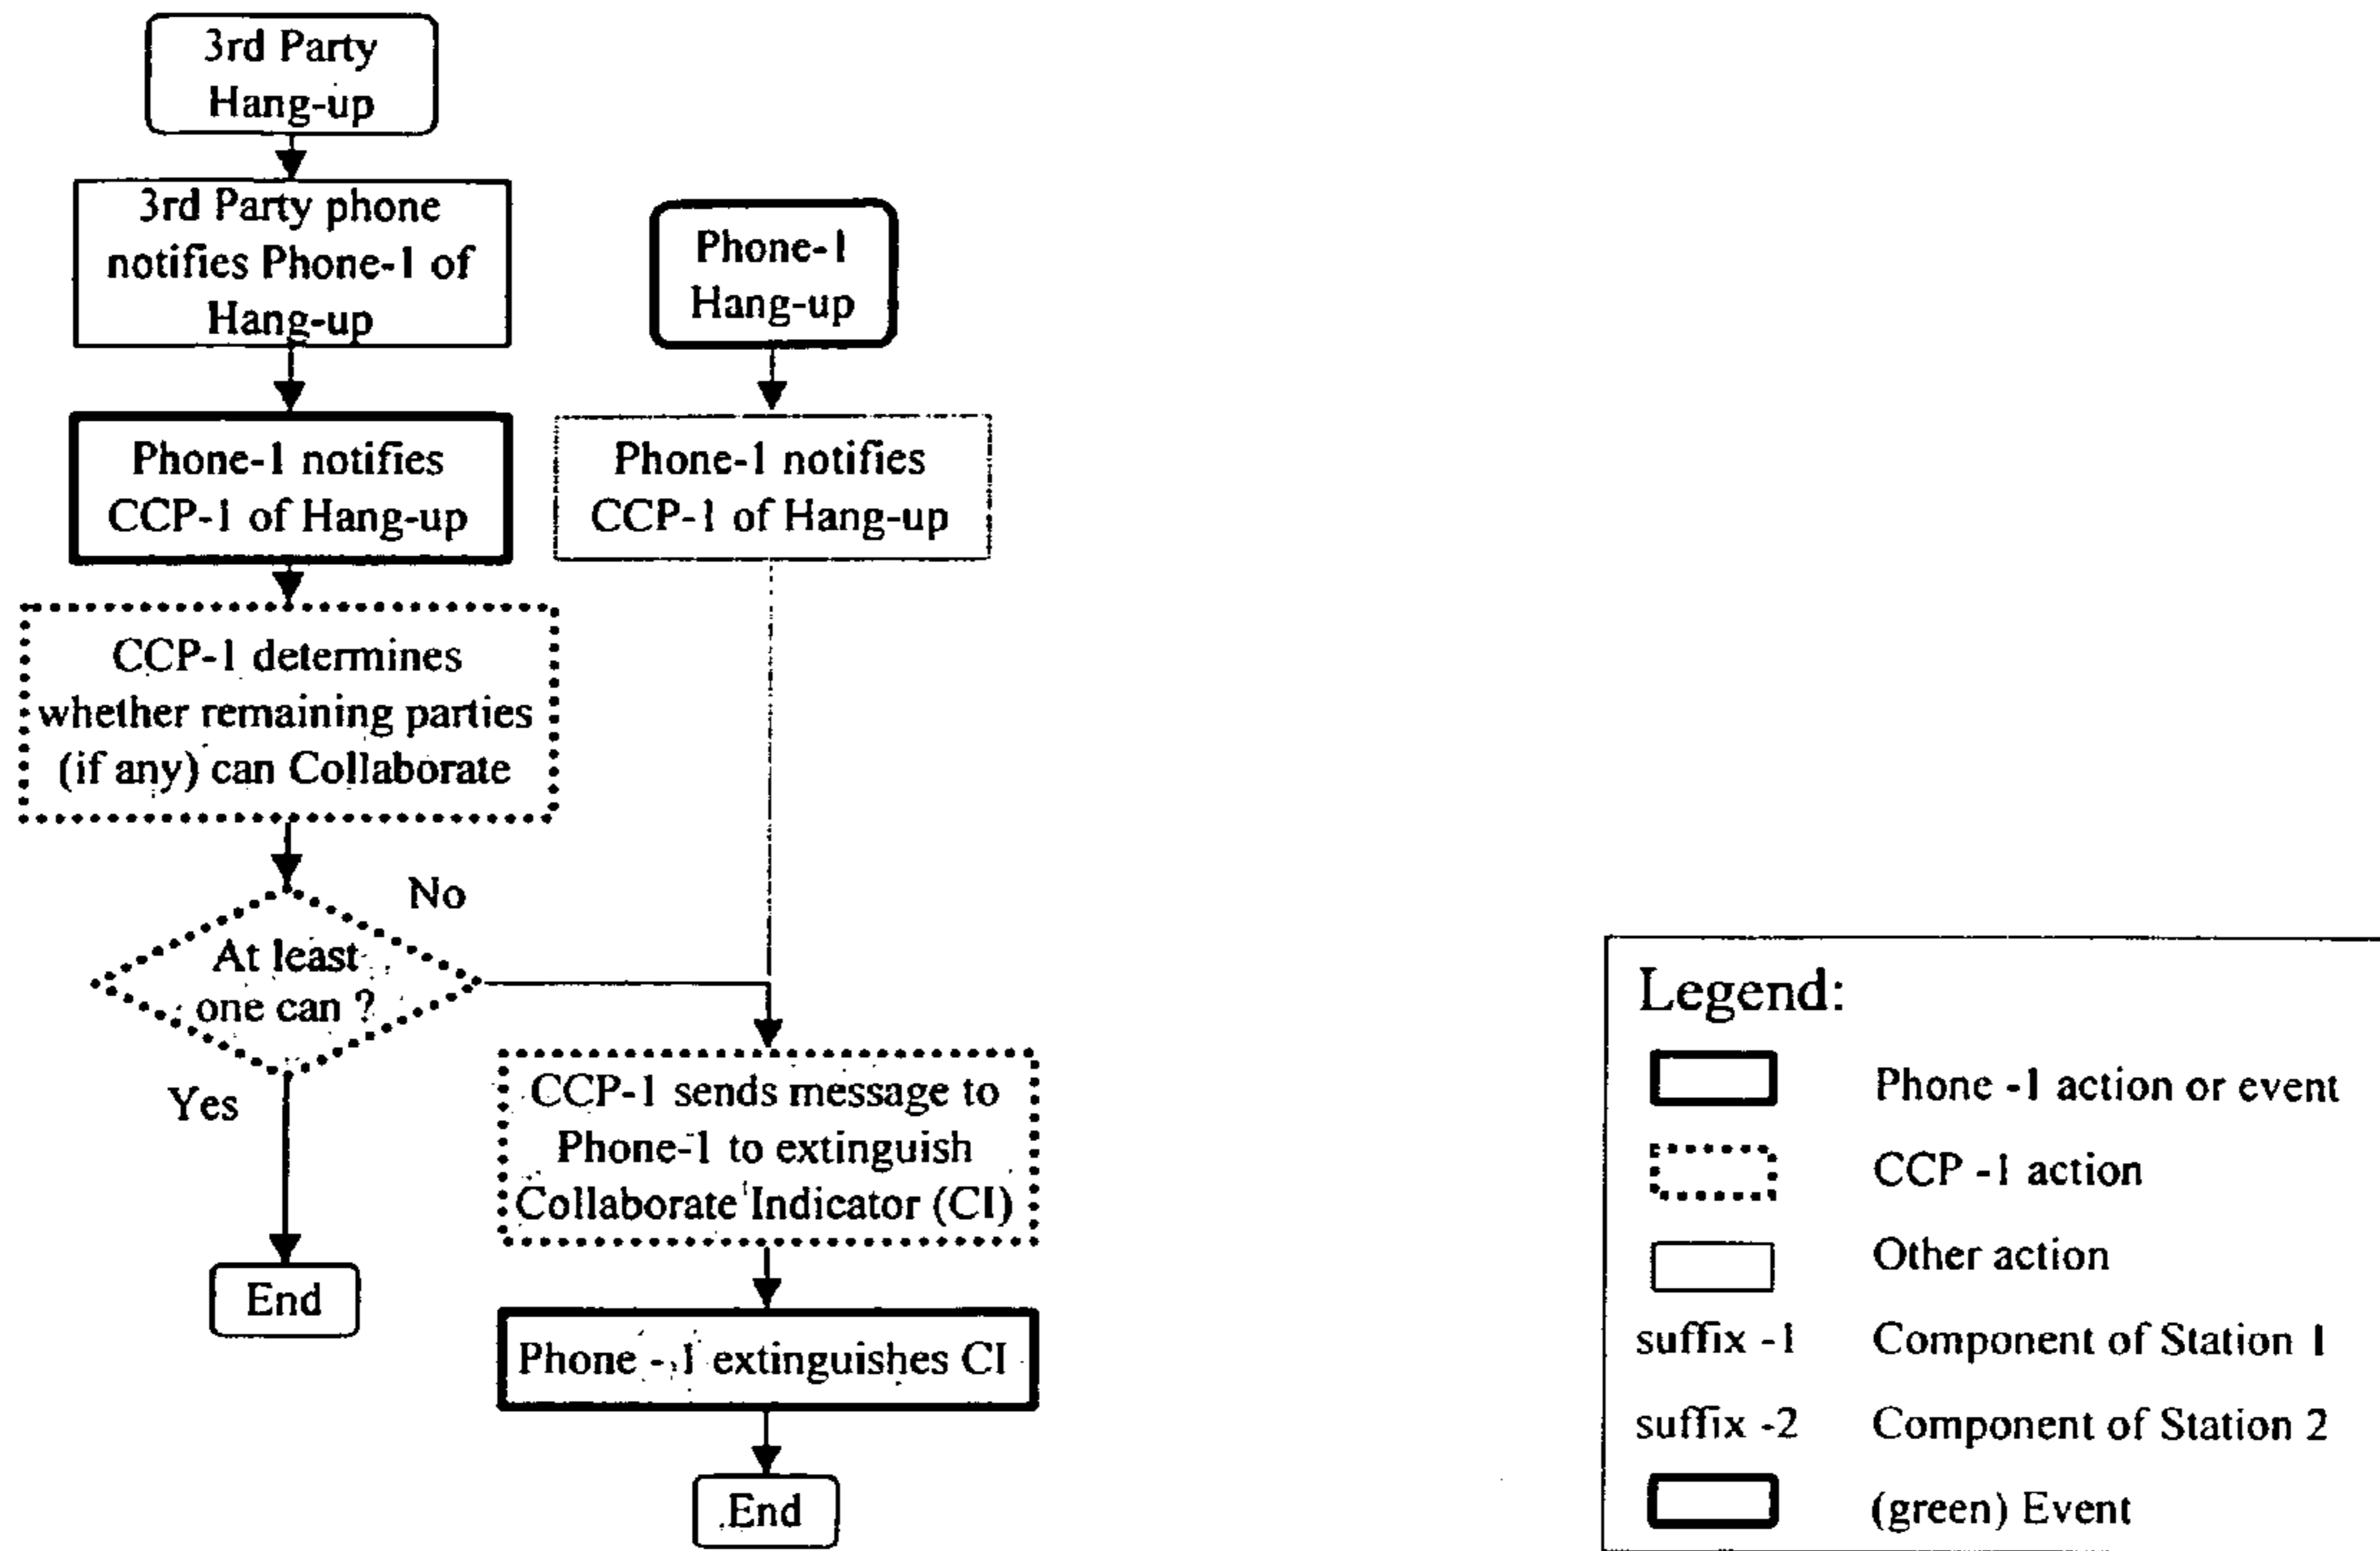 3rd Party
Hang-up
3rd Party phone
notifies Phone-1 of
Hang-up
Phone-1
Hang-up
Phone-1 notifies
CCP-1 of Hang-up
Phone-1 notifies
CCP-1 of Hang-up
CCP-1 determines
whether remaining parties
(if any) can Collaborate
No
At least
one can ?
Yes
End
CCP-1 sends message to
Phone-1 to extinguish
Collaborate Indicator (CI)
Phone -1 extinguishes CI
End
Legend:
Phone -1 action or event
CCP -1 action
Other action
suffix -1 Component of Station 1
suffix -2 Component of Station 2
(green) Event